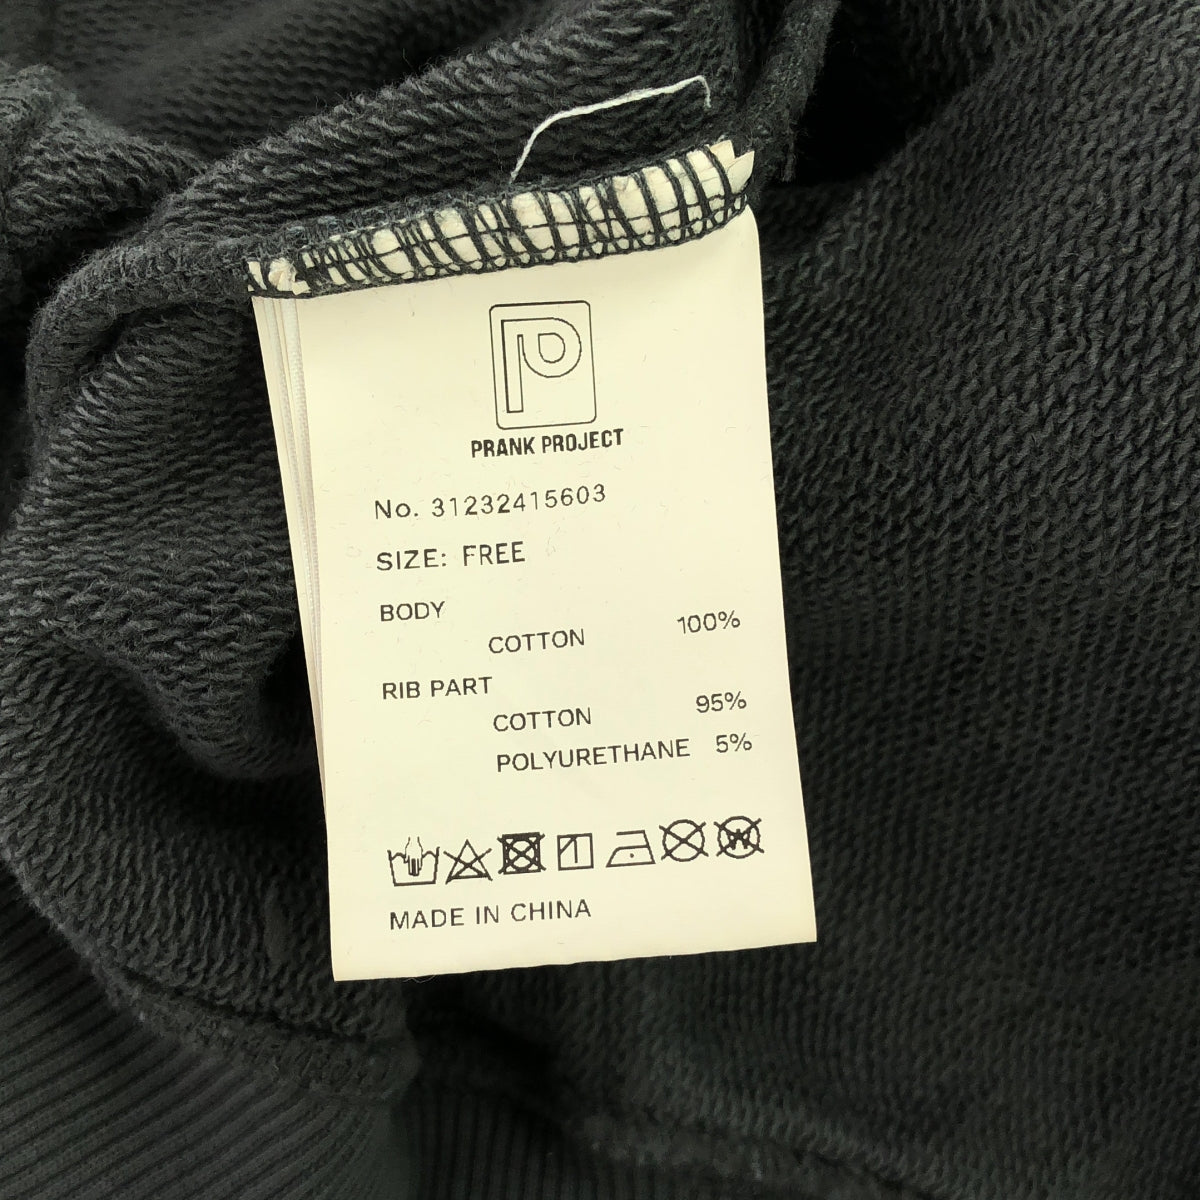 PRANK PROJECT
No. 31232415603
SIZE: FREE
BODY
COTTON 100%
RIB PART
COTTON 95%
POLYURETHANE 5%
MADE IN CHINA